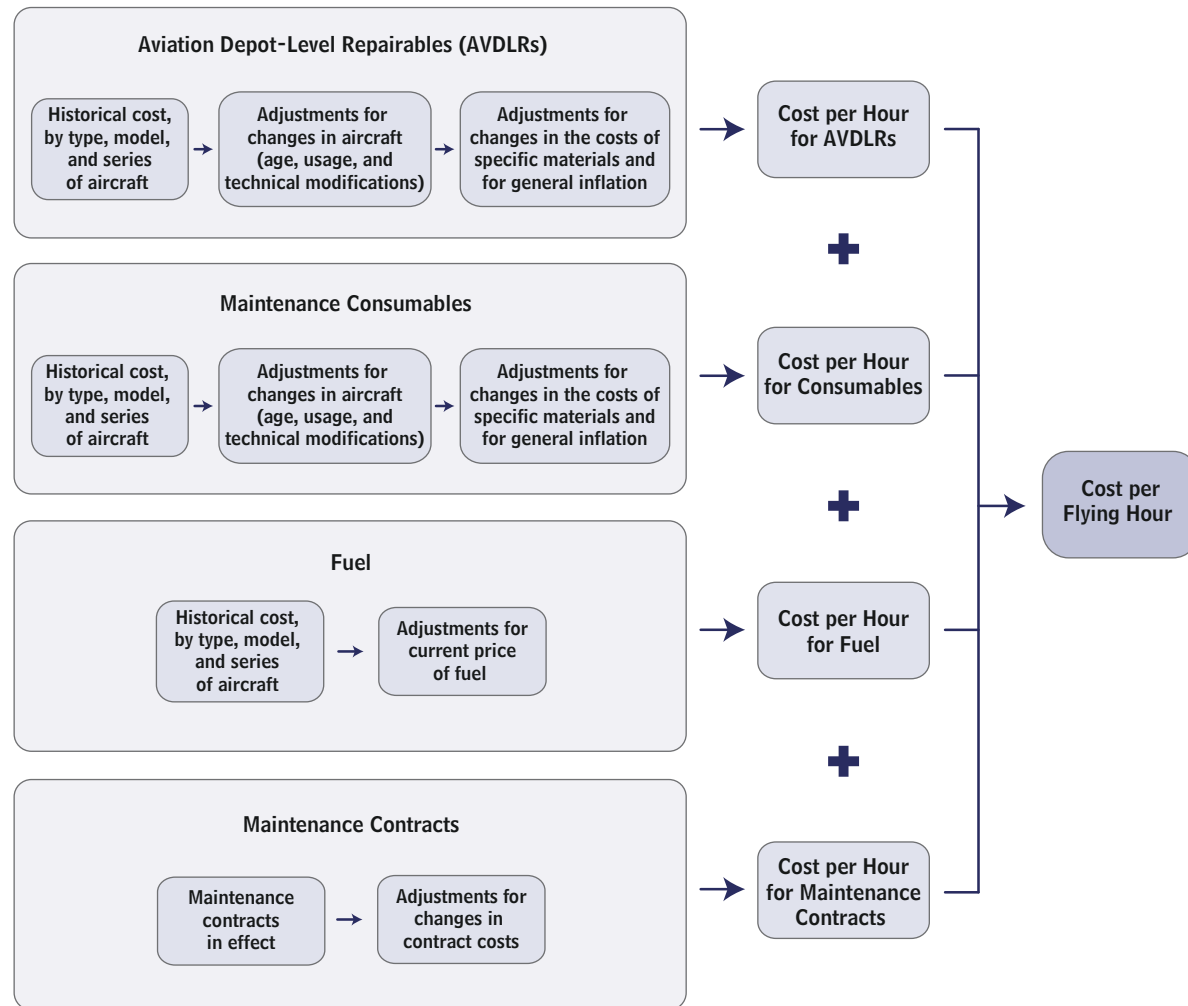 Aviation Depot-Level Repairables (AVDLRs)
Historical cost,
by type, model,
and series
of aircraft
Adjustments for
changes in aircraft
(age, usage, and
technical modifications)
Adjustments for
changes in the costs of
specific materials and
for general inflation
Cost per Hour
for AVDLRs
Maintenance Consumables
Historical cost,
by type, model,
and series
of aircraft
Adjustments for
changes in aircraft
(age, usage, and
technical modifications)
Adjustments for
changes in the costs of
specific materials and
for general inflation
Cost per Hour
for Consumables
Fuel
Historical cost,
by type, model,
and series
of aircraft
Adjustments for
current price
of fuel
Cost per Hour
for Fuel
Maintenance Contracts
Maintenance
contracts
in effect
Adjustments for
changes in
contract costs
Cost per Hour
for Maintenance
Contracts
Cost per
Flying Hour